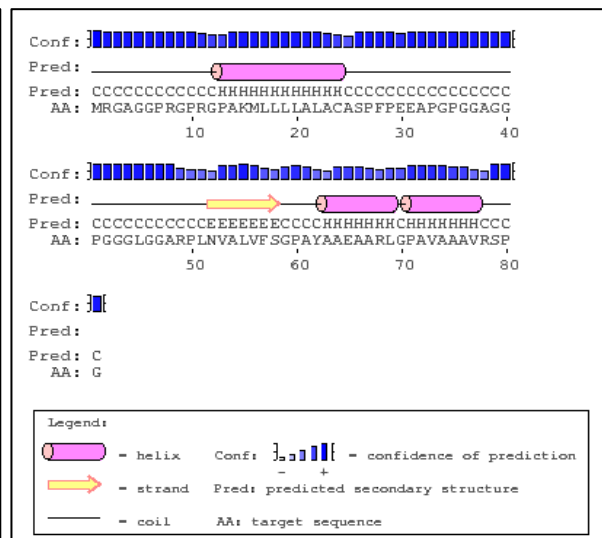 Conf:
Pred:
Pred: CCCCCCCCCCCCHHHHHHHHHHHHCCCCCCCCCCCCCCCC
AA: MRGAGGPRGPRGPAKMLLLLALACASPFPEEAPGPGGAGG
10 20 30 40
Conf:
Pred:
Pred: CCCCCCCCCCCEEEEEEECCCCHHHHHHHCHHHHHHHCCC
AA: PGGGLGGARPLNVALVFSGPAYAAEAARLGPAVAAAVRSP
50 60 70 80
Conf:
Pred:
Pred: C
AA: G
Legend:
= helix Conf: - + = confidence of prediction
= strand Pred: predicted secondary structure
= coil AA: target sequence